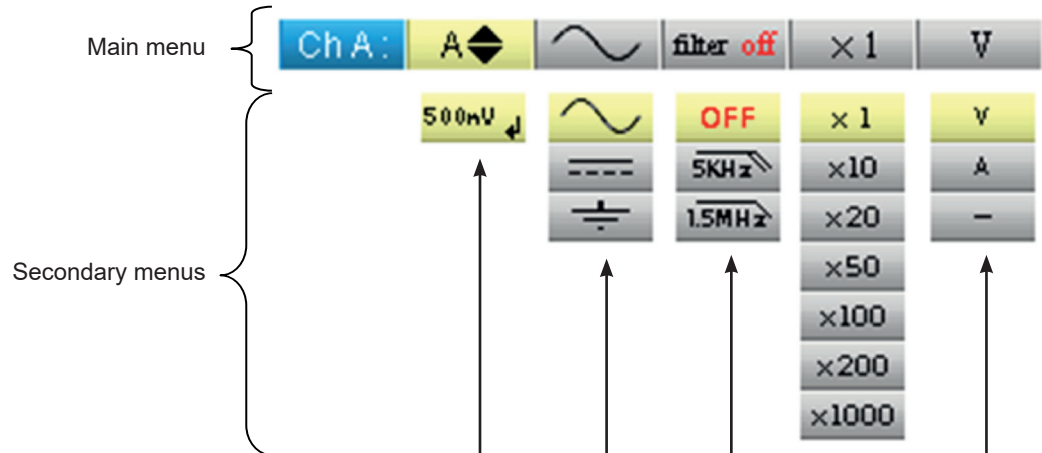 Main menu
Ch A: A filter off ×1 V
500mV OFF ×1 V
5KHz ×10 A
1.5MHz ×20 -
×50
Secondary menus
×100
×200
×1000